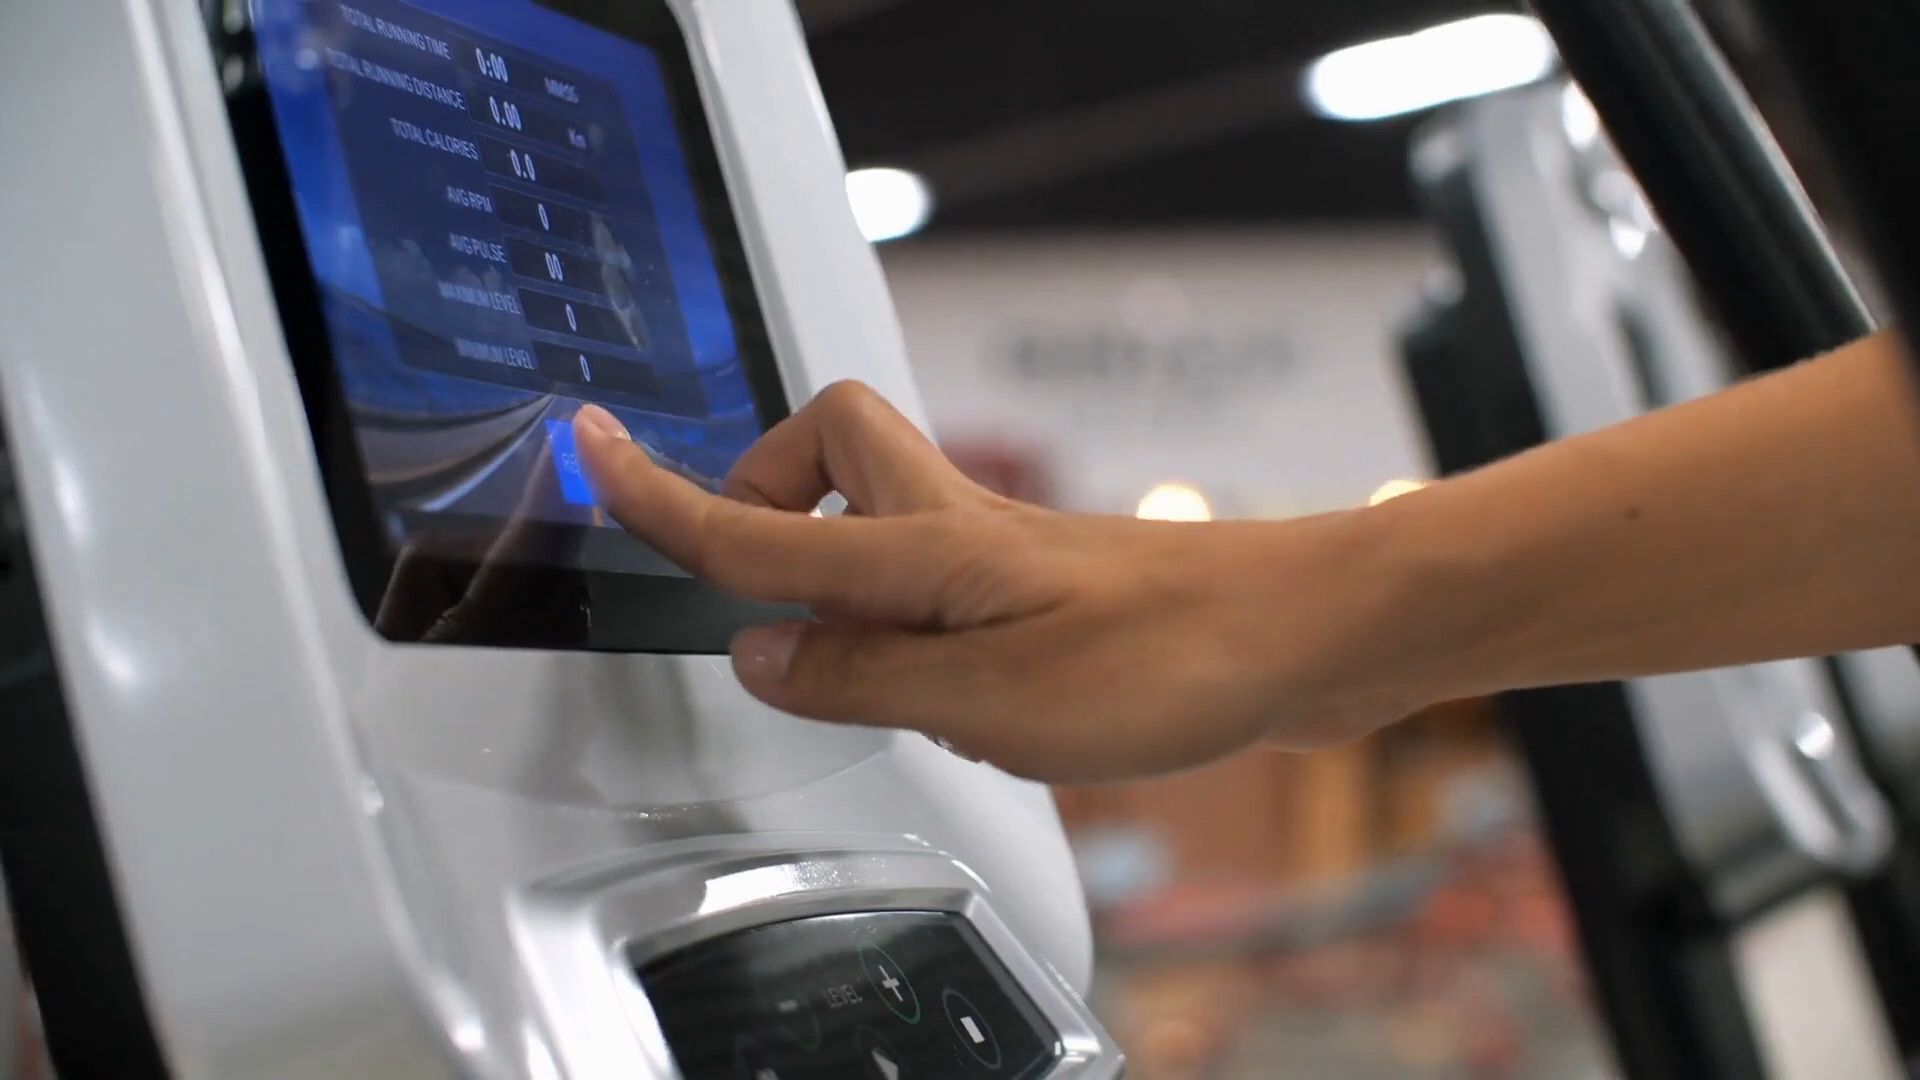 TOTAL RUNNING TIME 0:00
TOTAL RUNNING DISTANCE 0.00 Km
TOTAL CALORIES 0.0
AVG RPM 0
AVG PULSE 00
MAXIMUM LEVEL 0
MINIMUM LEVEL 0
LEVEL +